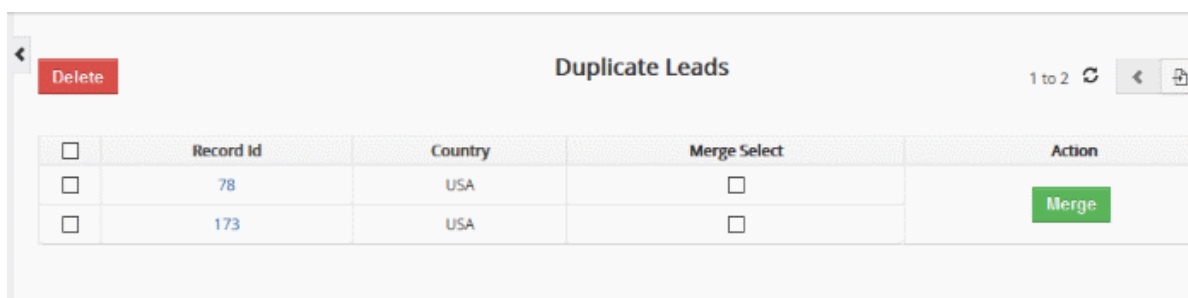 Delete
Duplicate Leads
1 to 2
Record Id Country Merge Select Action
78 USA
173 USA
Merge